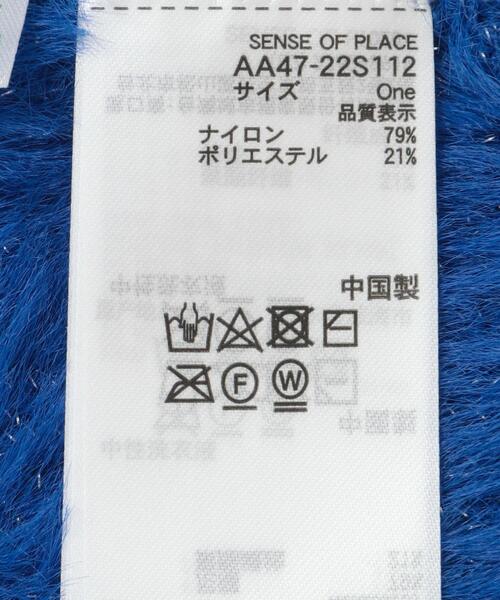 SENSE OF PLACE
AA47-22S112
サイズ One
品質表示
ナイロン 79%
ポリエステル 21%
中国製
F
W